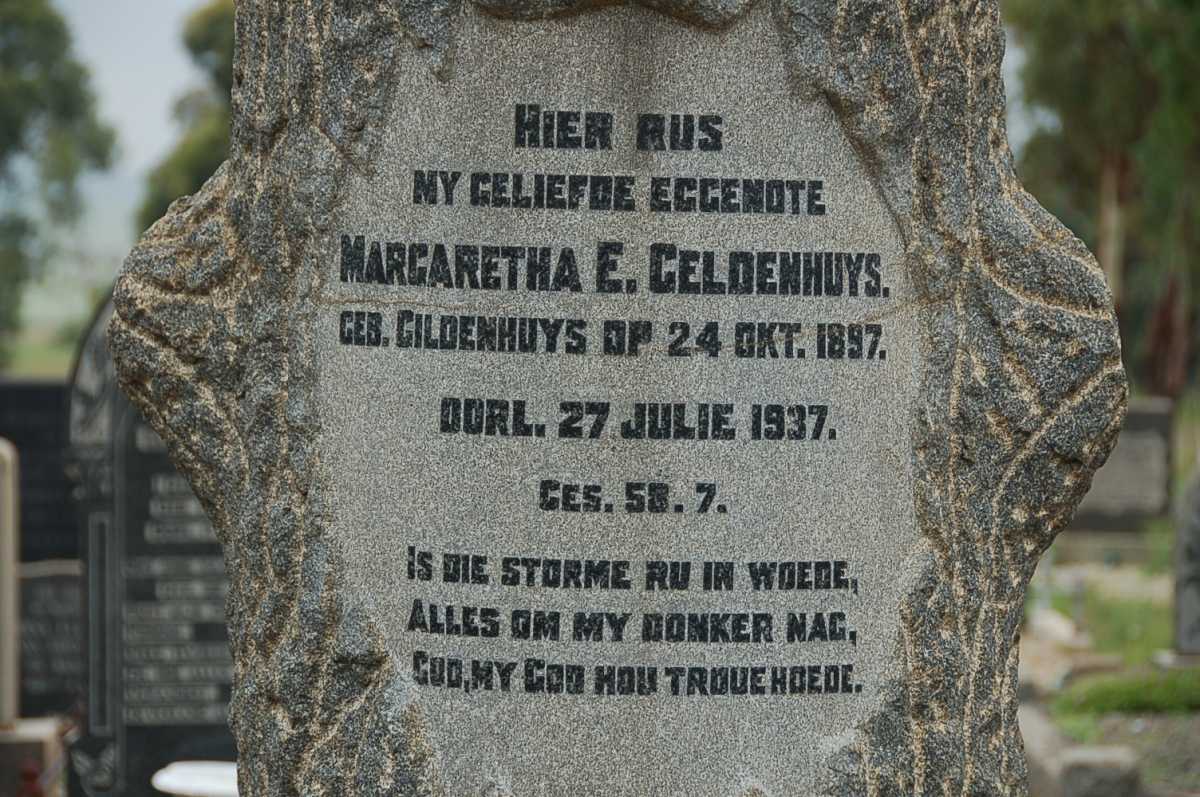 HIER RUS
MY GELIEFDE EGGENOTE
MARGARETHA E. GELDENHUYS.
GEB. GILDENHUYS OP 24 OKT. 1897.
OORL. 27 JULIE 1937.
GES. 58. 7.
IS DIE STORME RU IN WOEDE,
ALLES OM MY DONKER NAG,
GOD, MY GOD HOU TROUE HOEDE.